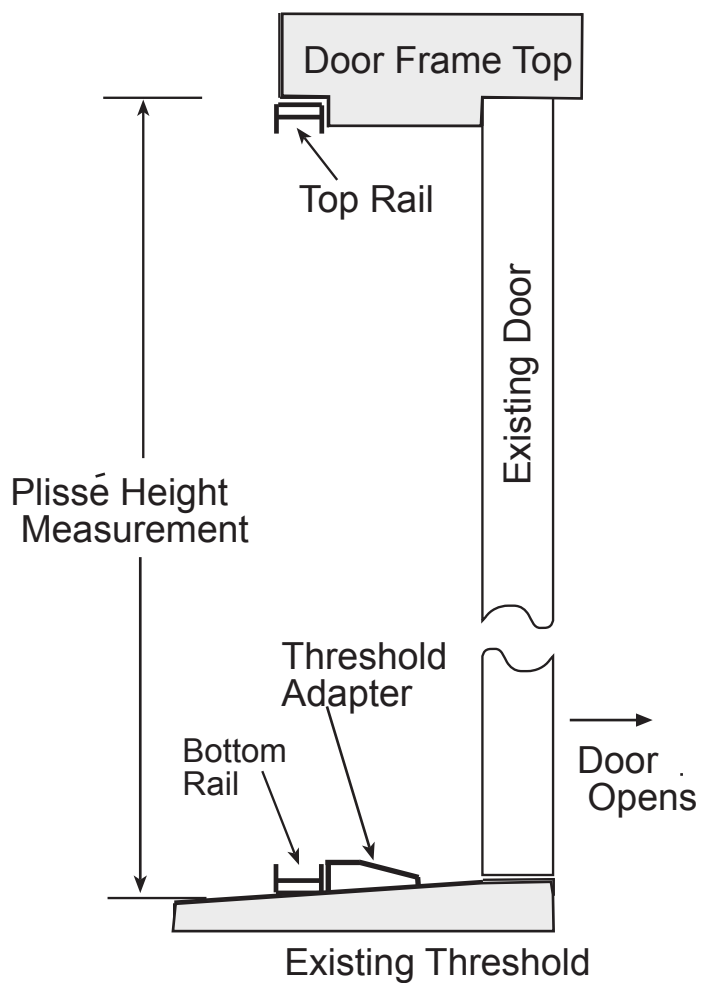 Door Frame Top
Top Rail
Existing Door
Plissé Height
Measurement
Threshold
Adapter
Bottom
Rail
Door
Opens
Existing Threshold